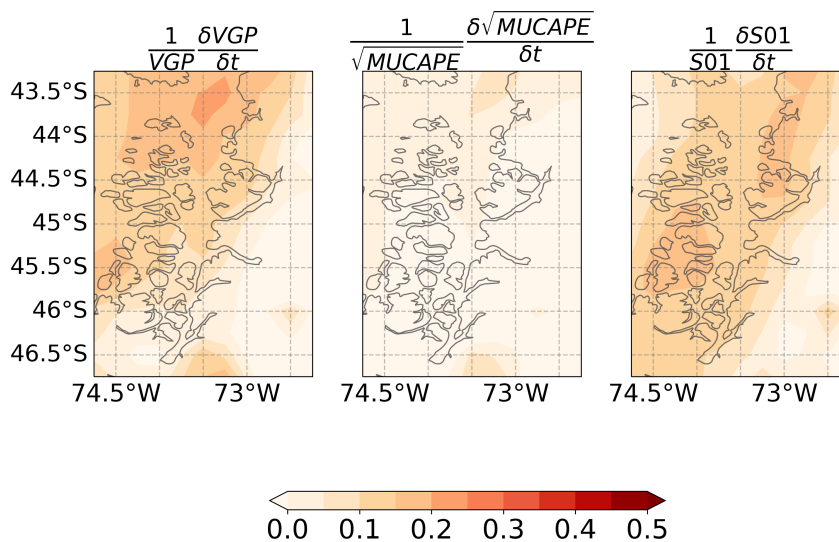 1/VGP δVGP/δt
1/√MUCAPE δ√MUCAPE/δt
1/S01 δS01/δt
43.5°S
44°S
44.5°S
45°S
45.5°S
46°S
46.5°S
74.5°W 73°W 74.5°W 73°W 74.5°W 73°W
0.0 0.1 0.2 0.3 0.4 0.5